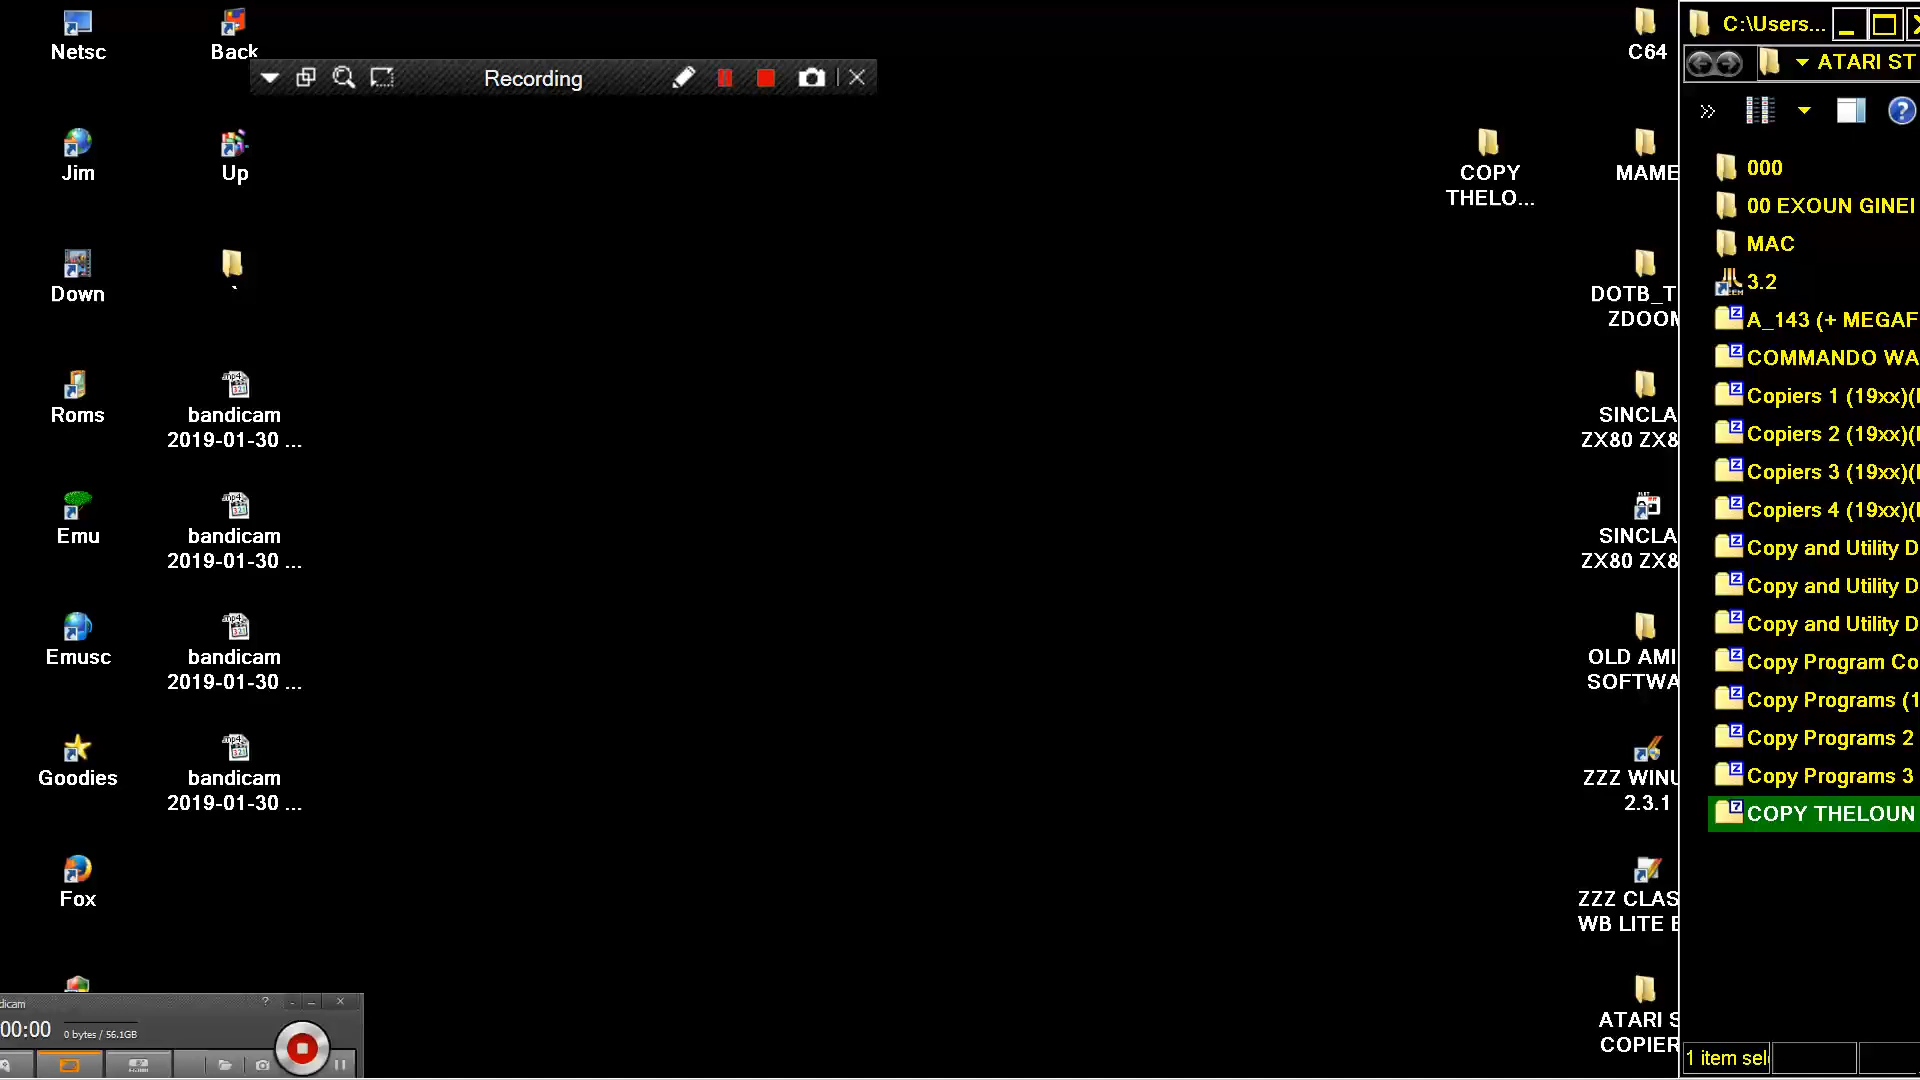 Netsc
Back
Jim
Up
Down
`
Roms
bandicam
2019-01-30 ...
Emu
bandicam
2019-01-30 ...
Emusc
bandicam
2019-01-30 ...
Goodies
bandicam
2019-01-30 ...
Fox
Recording
dicam
?
00:00
0 bytes / 56.1GB
COPY
THELO...
C64
MAME
DOTB_T
ZDOOM
SINCLA
ZX80 ZX8
SINCLA
ZX80 ZX8
OLD AMI
SOFTWA
ZZZ WINU
2.3.1
ZZZ CLAS
WB LITE E
ATARI S
COPIER
C:\Users...
ATARI ST
»
?
000
00 EXOUN GINEI
MAC
3.2
A_143 (+ MEGAF
COMMANDO WA
Copiers 1 (19xx)(
Copiers 2 (19xx)(
Copiers 3 (19xx)(
Copiers 4 (19xx)(
Copy and Utility D
Copy and Utility D
Copy and Utility D
Copy Program Co
Copy Programs (1
Copy Programs 2
Copy Programs 3
COPY THELOUN
1 item sel